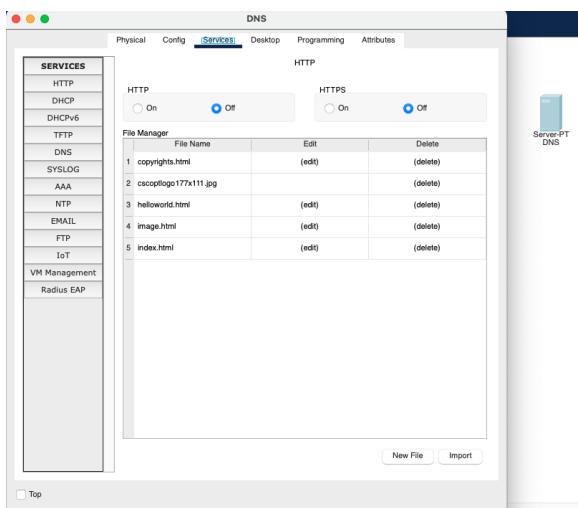 DNS
Physical Config Services Desktop Programming Attributes
SERVICES
HTTP
DHCP
DHCPv6
TFTP
DNS
SYSLOG
AAA
NTP
EMAIL
FTP
IoT
VM Management
Radius EAP
HTTP
HTTP
On Off
HTTPS
On Off
File Manager
File Name Edit Delete
1 copyrights.html (edit) (delete)
2 cscoptlogo177x111.jpg (delete)
3 helloworld.html (edit) (delete)
4 image.html (edit) (delete)
5 index.html (edit) (delete)
New File Import
Top
Server-PT
DNS